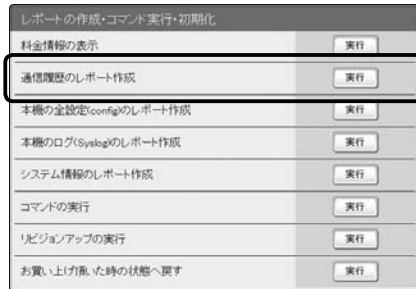 レポートの作成・コマンド実行・初期化
料金情報の表示 実行
通信履歴のレポート作成 実行
本機の全設定(config)のレポート作成 実行
本機のログ(Syslog)のレポート作成 実行
システム情報のレポート作成 実行
コマンドの実行 実行
リビジョンアップの実行 実行
お買い上げ頂いた時の状態へ戻す 実行